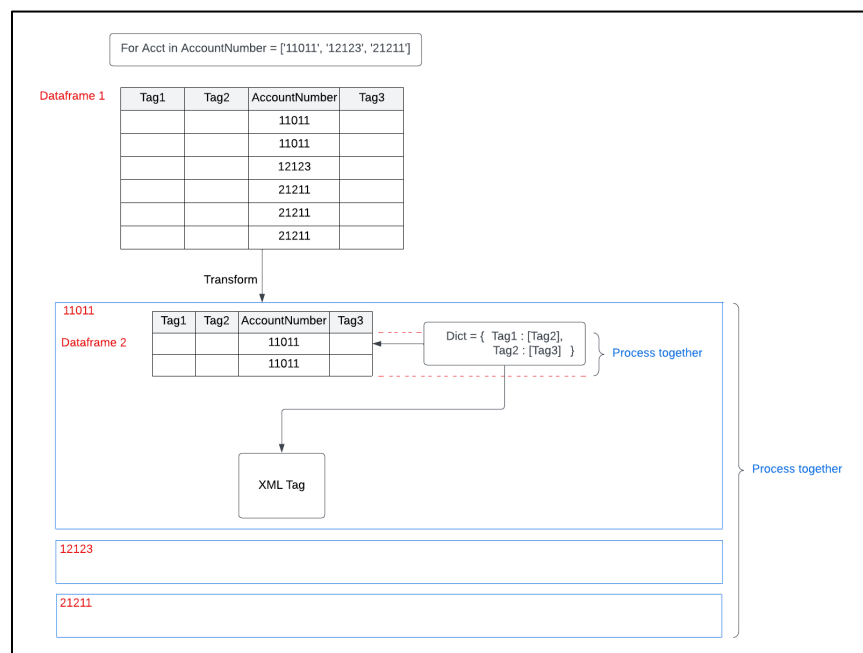 For Acct in AccountNumber = ['11011', '12123', '21211']
Dataframe 1
Tag1 Tag2 AccountNumber Tag3
11011
11011
12123
21211
21211
21211
Transform
11011
Dataframe 2
Tag1 Tag2 AccountNumber Tag3
11011
11011
Dict = { Tag1 : [Tag2],
Tag2 : [Tag3] }
Process together
XML Tag
Process together
12123
21211